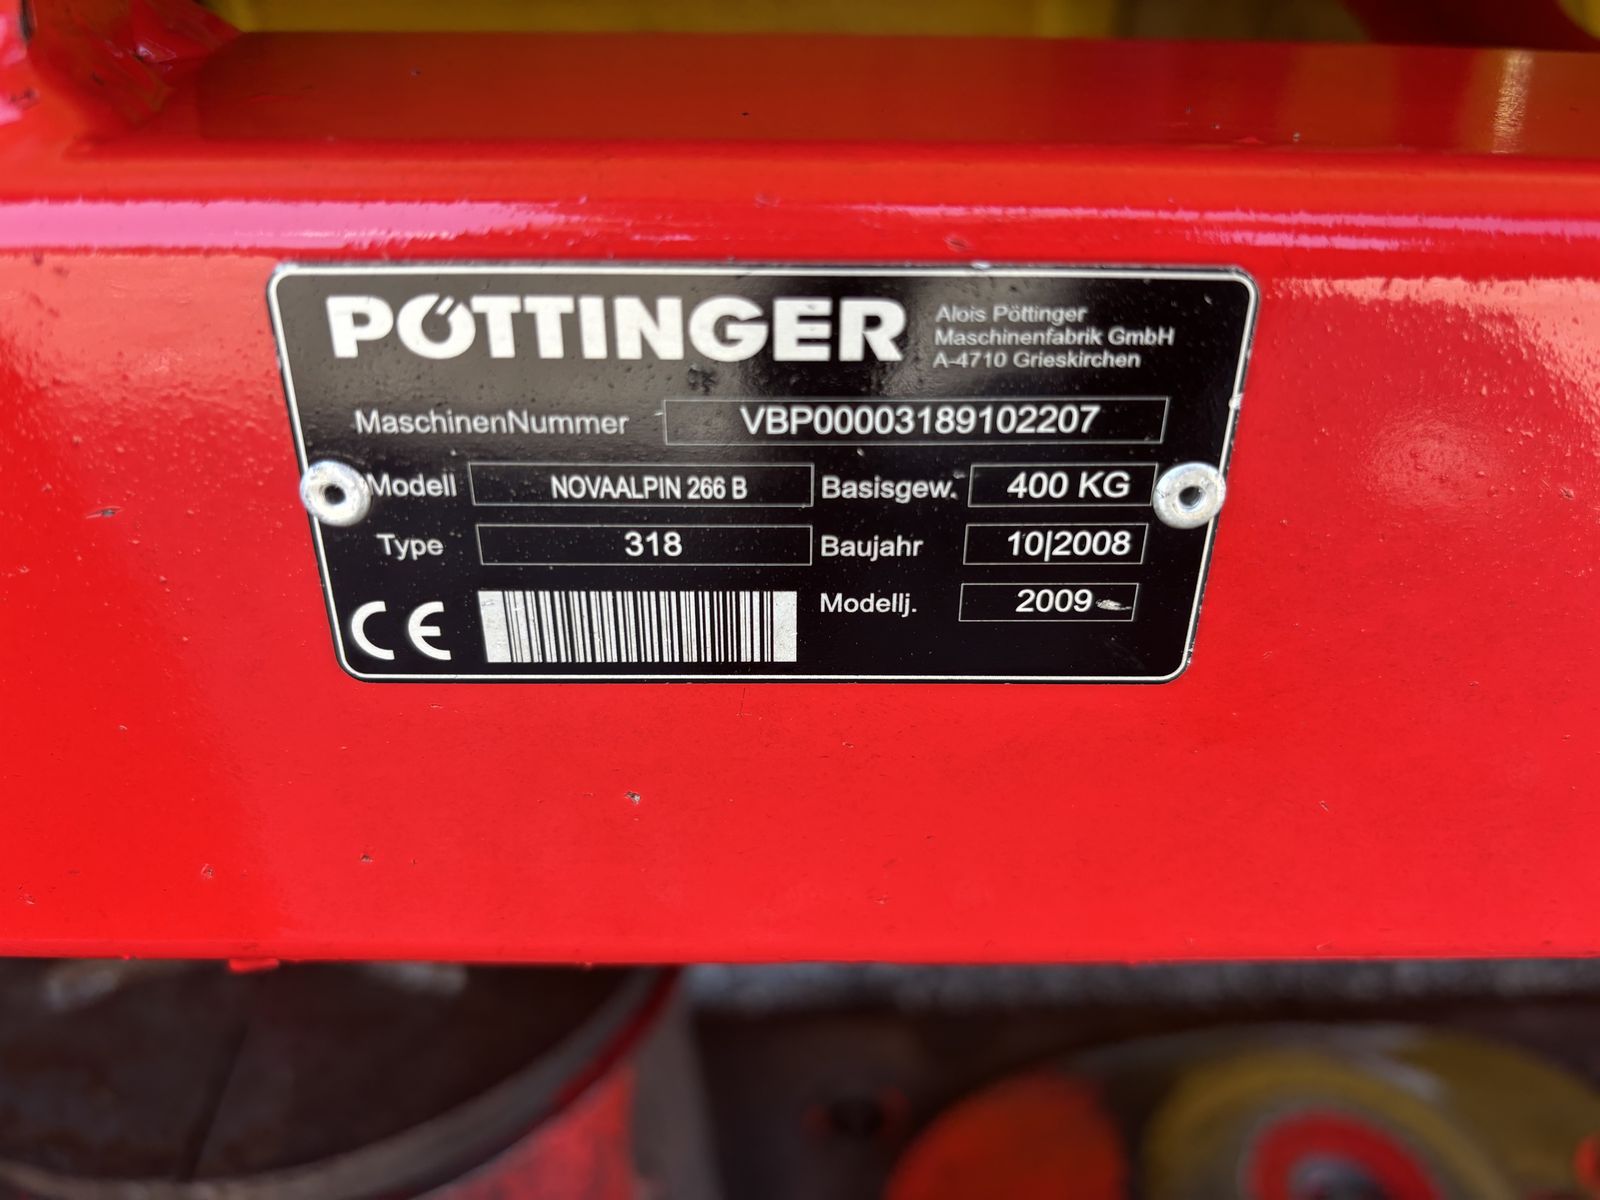 PÖTTINGER
Alois Pöttinger
Maschinenfabrik GmbH
A-4710 Grieskirchen
MaschinenNummer VBP00003189102207
Modell NOVAALPIN 266 B Basisgew. 400 KG
Type 318 Baujahr 10|2008
CE Modellj. 2009